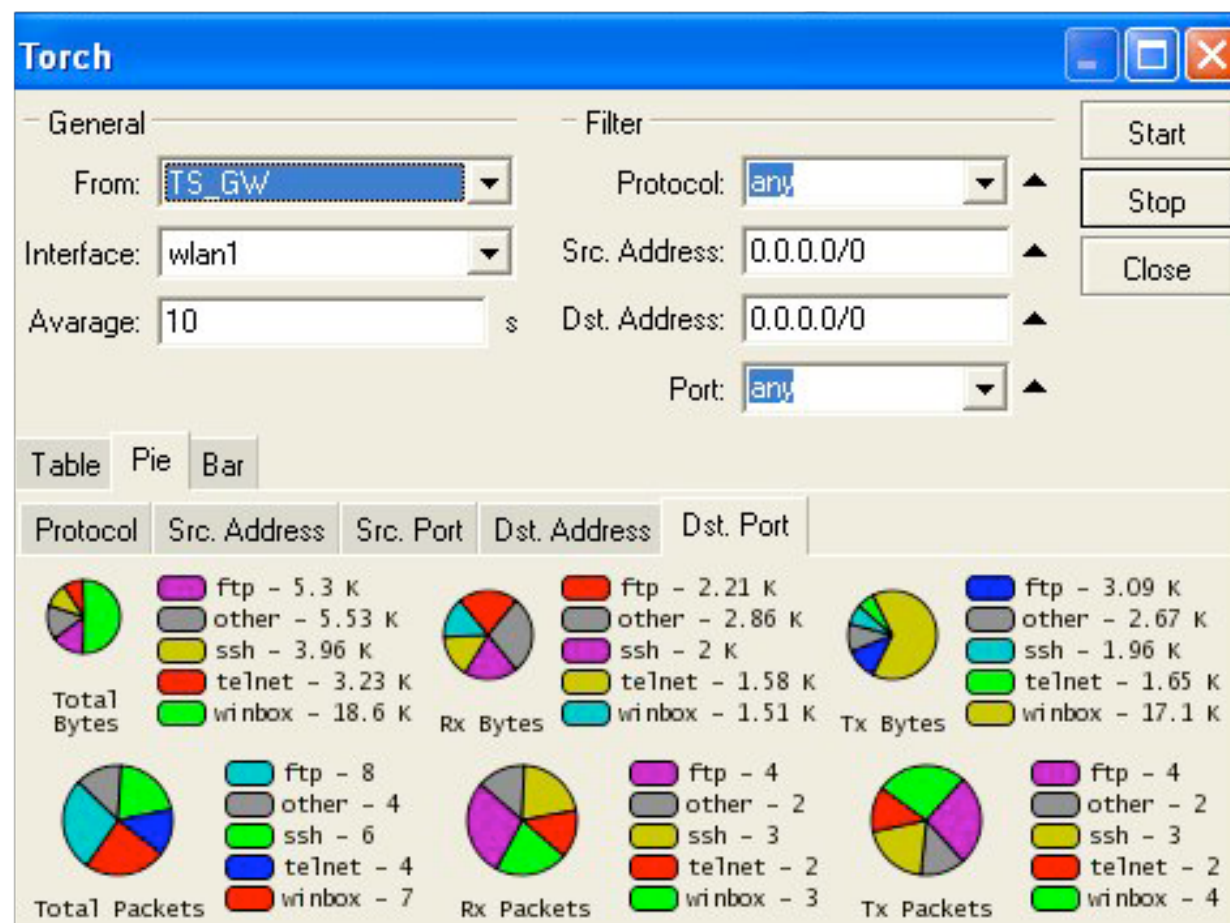 Torch
General
From: TS_GW
Interface: wlan1
Avarage: 10 s
Filter
Protocol: any
Src. Address: 0.0.0.0/0
Dst. Address: 0.0.0.0/0
Port: any
Start
Stop
Close
Table Pie Bar
Protocol Src. Address Src. Port Dst. Address Dst. Port
Total Bytes
ftp - 5.3 K
other - 5.53 K
ssh - 3.96 K
telnet - 3.23 K
winbox - 18.6 K
Rx Bytes
ftp - 2.21 K
other - 2.86 K
ssh - 2 K
telnet - 1.58 K
winbox - 1.51 K
Tx Bytes
ftp - 3.09 K
other - 2.67 K
ssh - 1.96 K
telnet - 1.65 K
winbox - 17.1 K
Total Packets
ftp - 8
other - 4
ssh - 6
telnet - 4
winbox - 7
Rx Packets
ftp - 4
other - 2
ssh - 3
telnet - 2
winbox - 3
Tx Packets
ftp - 4
other - 2
ssh - 3
telnet - 2
winbox - 4